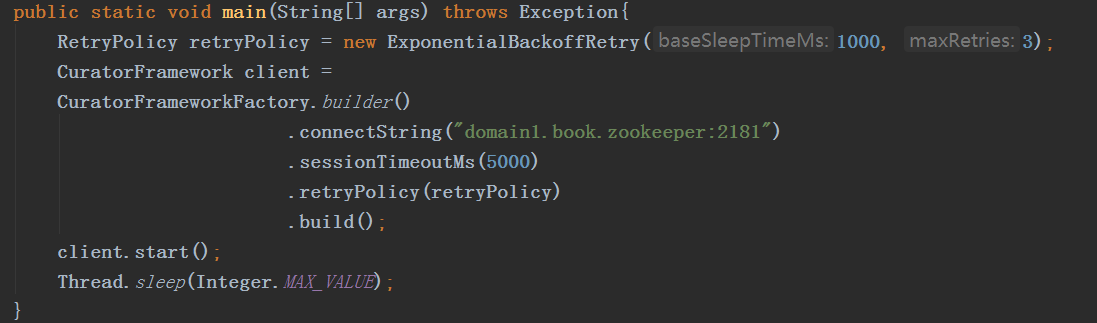 public static void main(String[] args) throws Exception{
    RetryPolicy retryPolicy = new ExponentialBackoffRetry( baseSleepTimeMs: 1000,  maxRetries: 3);
    CuratorFramework client =
    CuratorFrameworkFactory.builder()
                        .connectString("domain1.book.zookeeper:2181")
                        .sessionTimeoutMs(5000)
                        .retryPolicy(retryPolicy)
                        .build();
    client.start();
    Thread.sleep(Integer.MAX_VALUE);
}